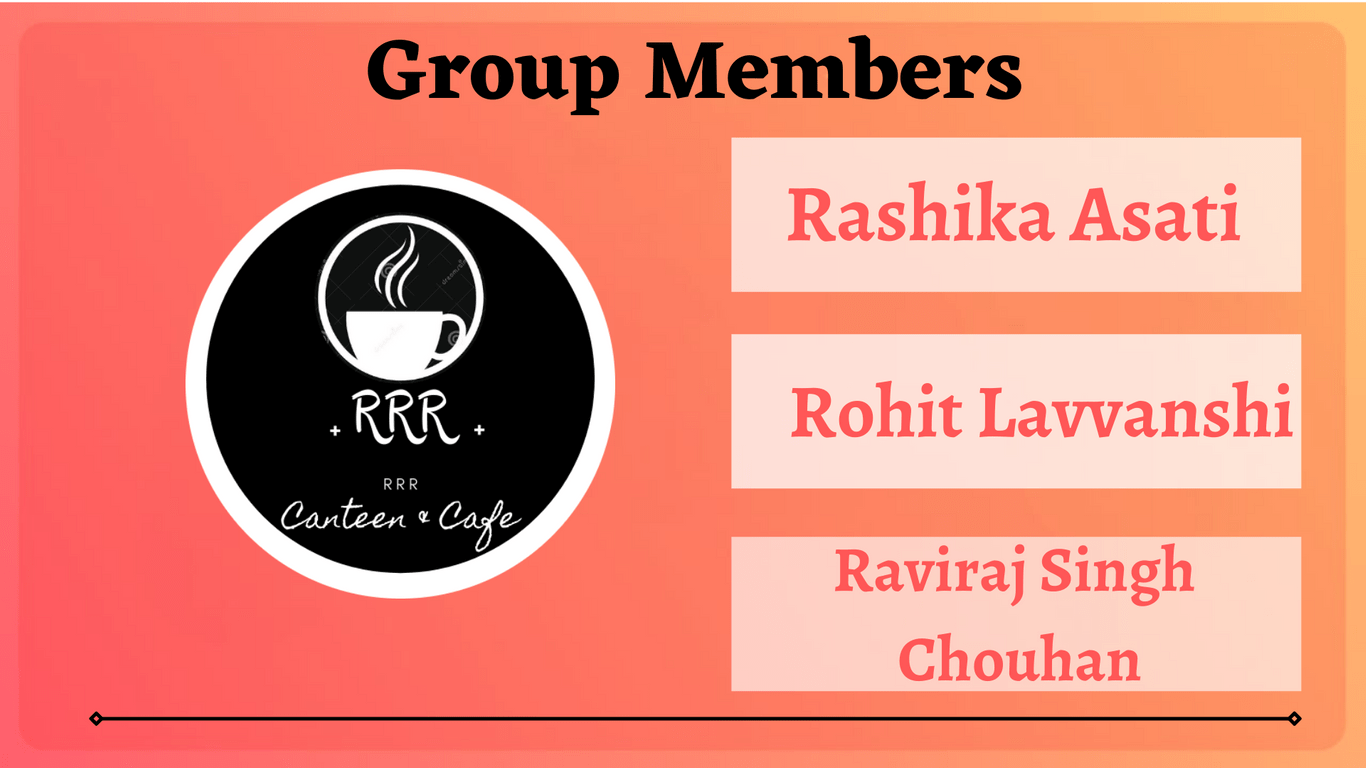 Group Members
Rashika Asati
Rohit Lavvanshi
Raviraj Singh
Chouhan
+ RRR +
RRR
Canteen & Cafe